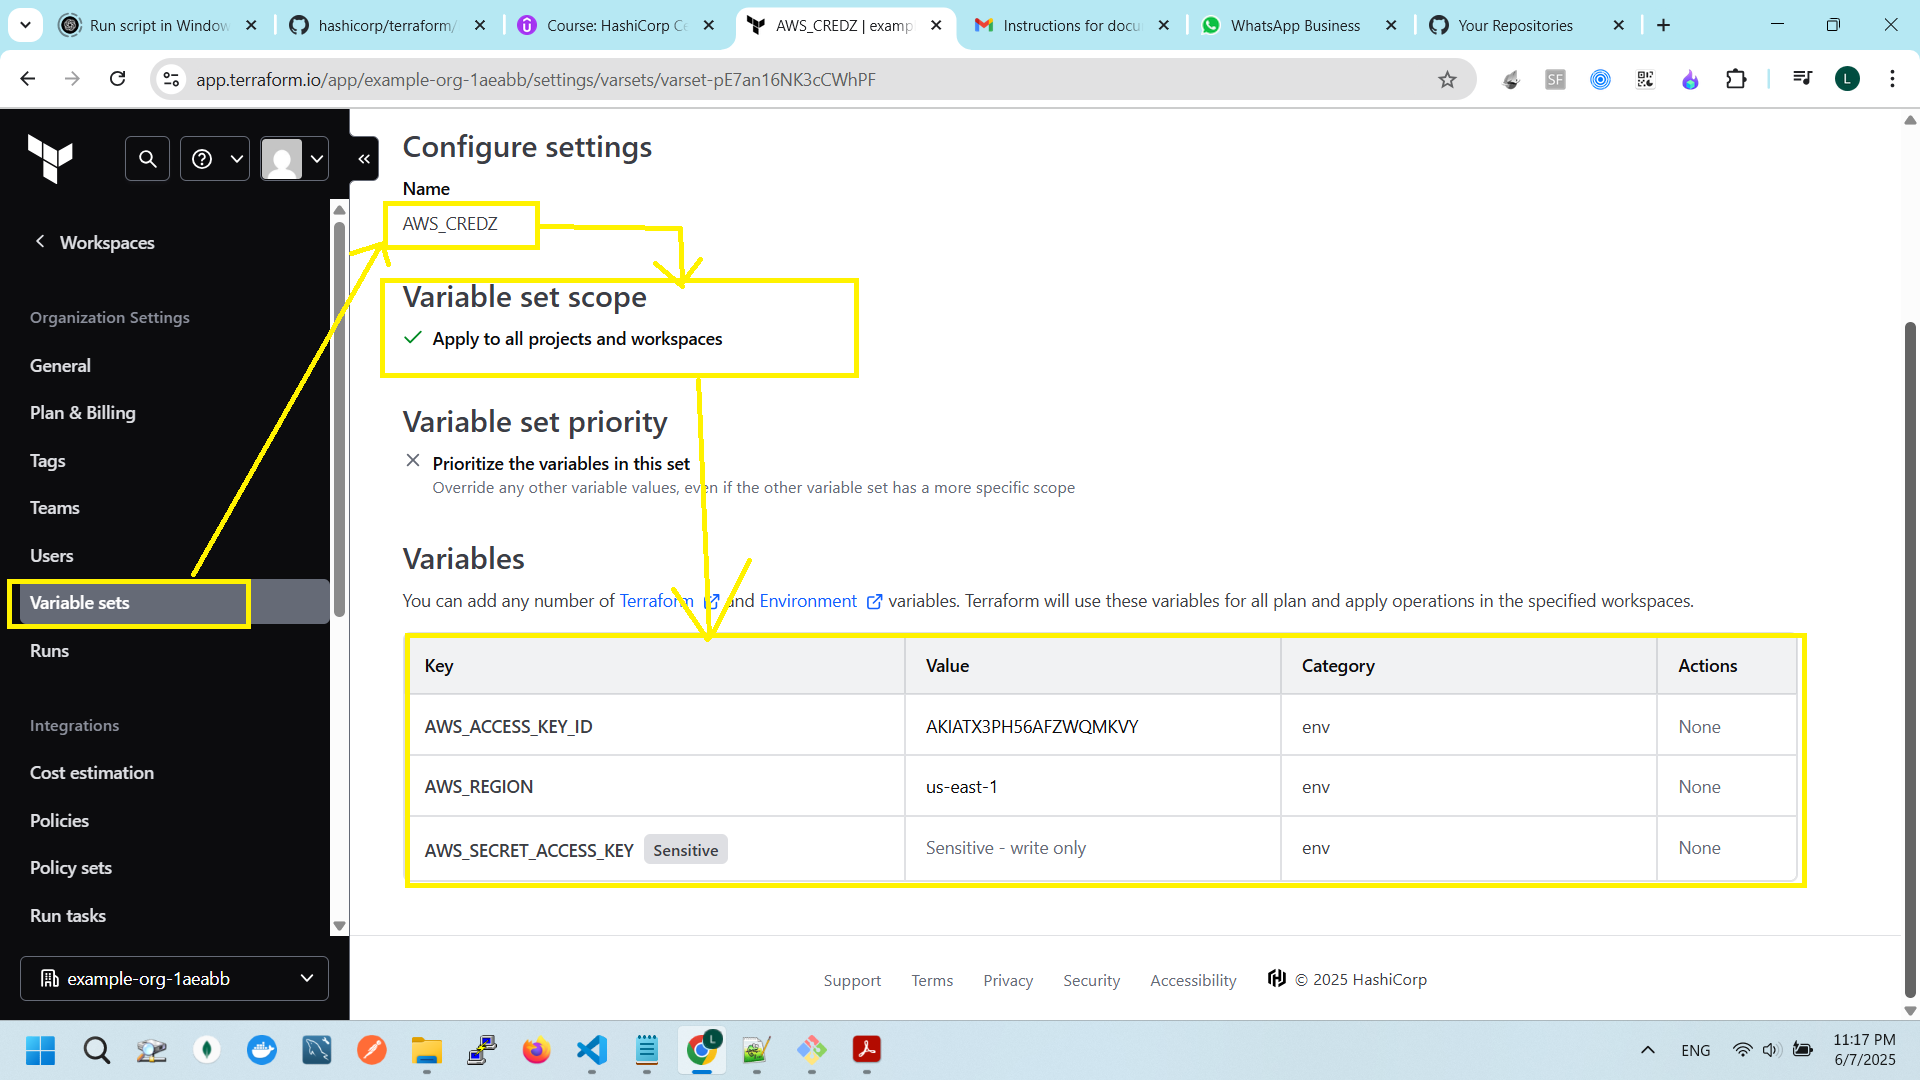 Run script in Window
hashicorp/terraform/
Course: HashiCorp Ce
AWS_CREDZ | examp
Instructions for docu
WhatsApp Business
Your Repositories
app.terraform.io/app/example-org-1aeabb/settings/varsets/varset-pE7an16NK3cCWhPF
SF
L
Workspaces
Organization Settings
General
Plan & Billing
Tags
Teams
Users
Variable sets
Runs
Integrations
Cost estimation
Policies
Policy sets
Run tasks
example-org-1aeabb
Configure settings
Name
AWS_CREDZ
Variable set scope
Apply to all projects and workspaces
Variable set priority
Prioritize the variables in this set
Override any other variable values, even if the other variable set has a more specific scope
Variables
You can add any number of Terraform and Environment variables. Terraform will use these variables for all plan and apply operations in the specified workspaces.
Key Value Category Actions
AWS_ACCESS_KEY_ID AKIATX3PH56AFZWQMKVY env None
AWS_REGION us-east-1 env None
AWS_SECRET_ACCESS_KEY Sensitive Sensitive - write only env None
Support Terms Privacy Security Accessibility © 2025 HashiCorp
L
ENG
11:17 PM
6/7/2025